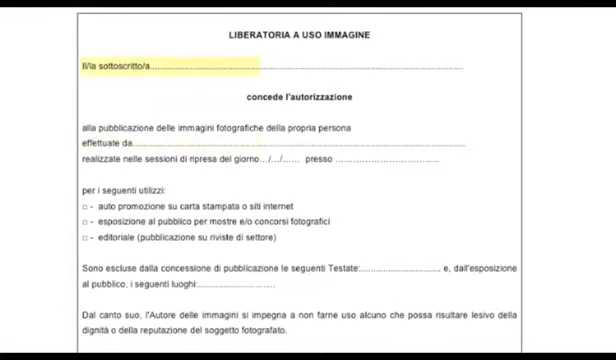 LIBERATORIA A USO IMMAGINE
Il/la sottoscritto/a..........................................................................................................
concede l'autorizzazione
alla pubblicazione delle immagini fotografiche della propria persona
effettuate da...............................................................................................................
realizzate nelle sessioni di ripresa del giorno.../.../...... presso ...................................
per i seguenti utilizzi:
□ - auto promozione su carta stampata o siti internet
□ - esposizione al pubblico per mostre e/o concorsi fotografici
□ - editoriale (pubblicazione su riviste di settore)
Sono escluse dalla concessione di pubblicazione le seguenti Testate:........................... e, dall'esposizione
al pubblico, i seguenti luoghi:..........................
Dal canto suo, l'Autore delle immagini si impegna a non farne uso alcuno che possa risultare lesivo della
dignità o della reputazione del soggetto fotografato.